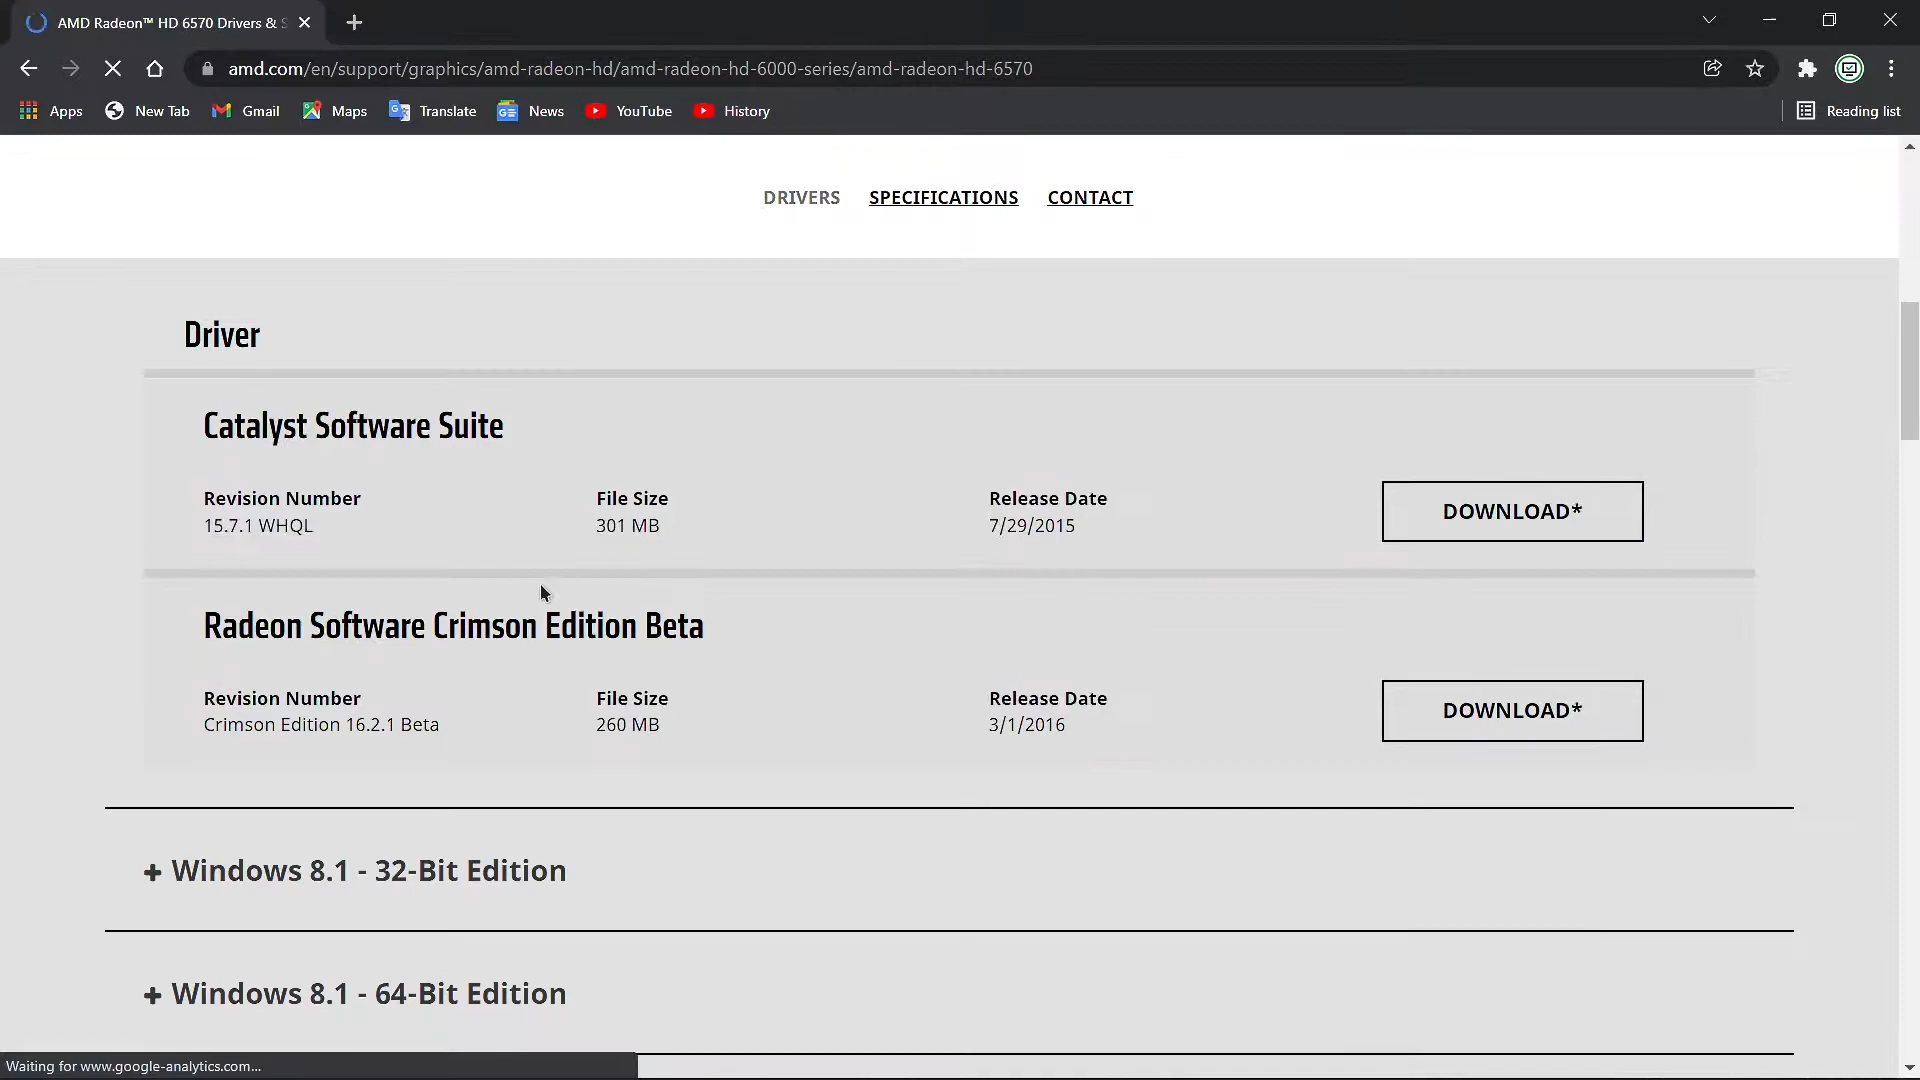 AMD Radeon™ HD 6570 Drivers & S
amd.com/en/support/graphics/amd-radeon-hd/amd-radeon-hd-6000-series/amd-radeon-hd-6570
Apps New Tab Gmail Maps Translate News YouTube History Reading list
DRIVERS SPECIFICATIONS CONTACT
Driver
Catalyst Software Suite
Revision Number File Size Release Date
15.7.1 WHQL 301 MB 7/29/2015
DOWNLOAD*
Radeon Software Crimson Edition Beta
Revision Number File Size Release Date
Crimson Edition 16.2.1 Beta 260 MB 3/1/2016
DOWNLOAD*
+ Windows 8.1 - 32-Bit Edition
+ Windows 8.1 - 64-Bit Edition
Waiting for www.google-analytics.com...